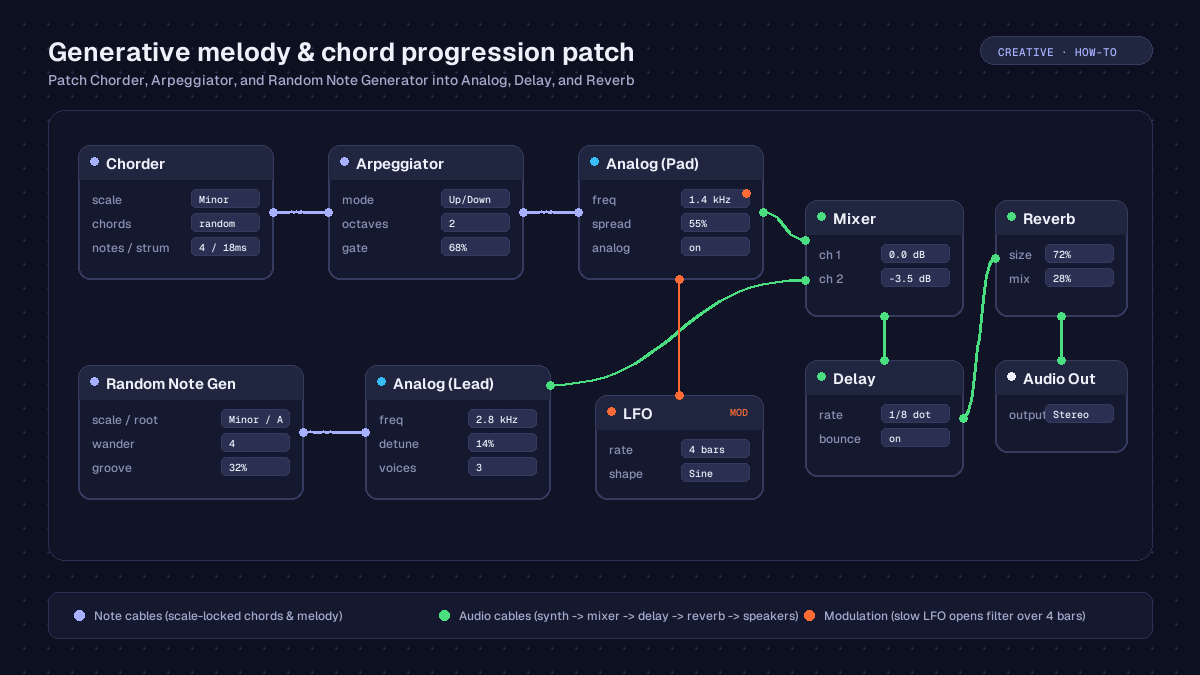 Generative melody & chord progression patch
CREATIVE · HOW-TO
Patch Chorder, Arpeggiator, and Random Note Generator into Analog, Delay, and Reverb
Chorder
scale Minor
chords random
notes / strum 4 / 18ms
Arpeggiator
mode Up/Down
octaves 2
gate 68%
Analog (Pad)
freq 1.4 kHz
spread 55%
analog on
Mixer
ch 1 0.0 dB
ch 2 -3.5 dB
Reverb
size 72%
mix 28%
Random Note Gen
scale / root Minor / A
wander 4
groove 32%
Analog (Lead)
freq 2.8 kHz
detune 14%
voices 3
LFO MOD
rate 4 bars
shape Sine
Delay
rate 1/8 dot
bounce on
Audio Out
output Stereo
Note cables (scale-locked chords & melody)
Audio cables (synth -> mixer -> delay -> reverb -> speakers)
Modulation (slow LFO opens filter over 4 bars)